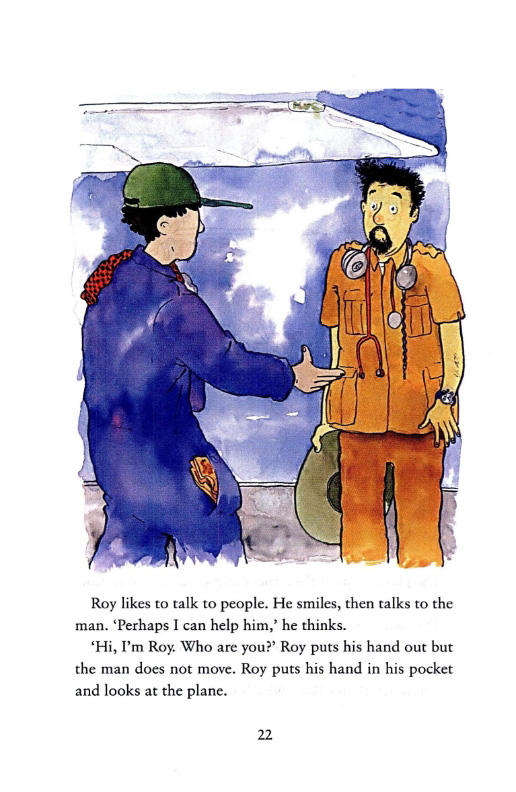 Roy likes to talk to people. He smiles, then talks to the
man. ‘Perhaps I can help him,’ he thinks.
‘Hi, I’m Roy. Who are you?’ Roy puts his hand out but
the man does not move. Roy puts his hand in his pocket
and looks at the plane.
22